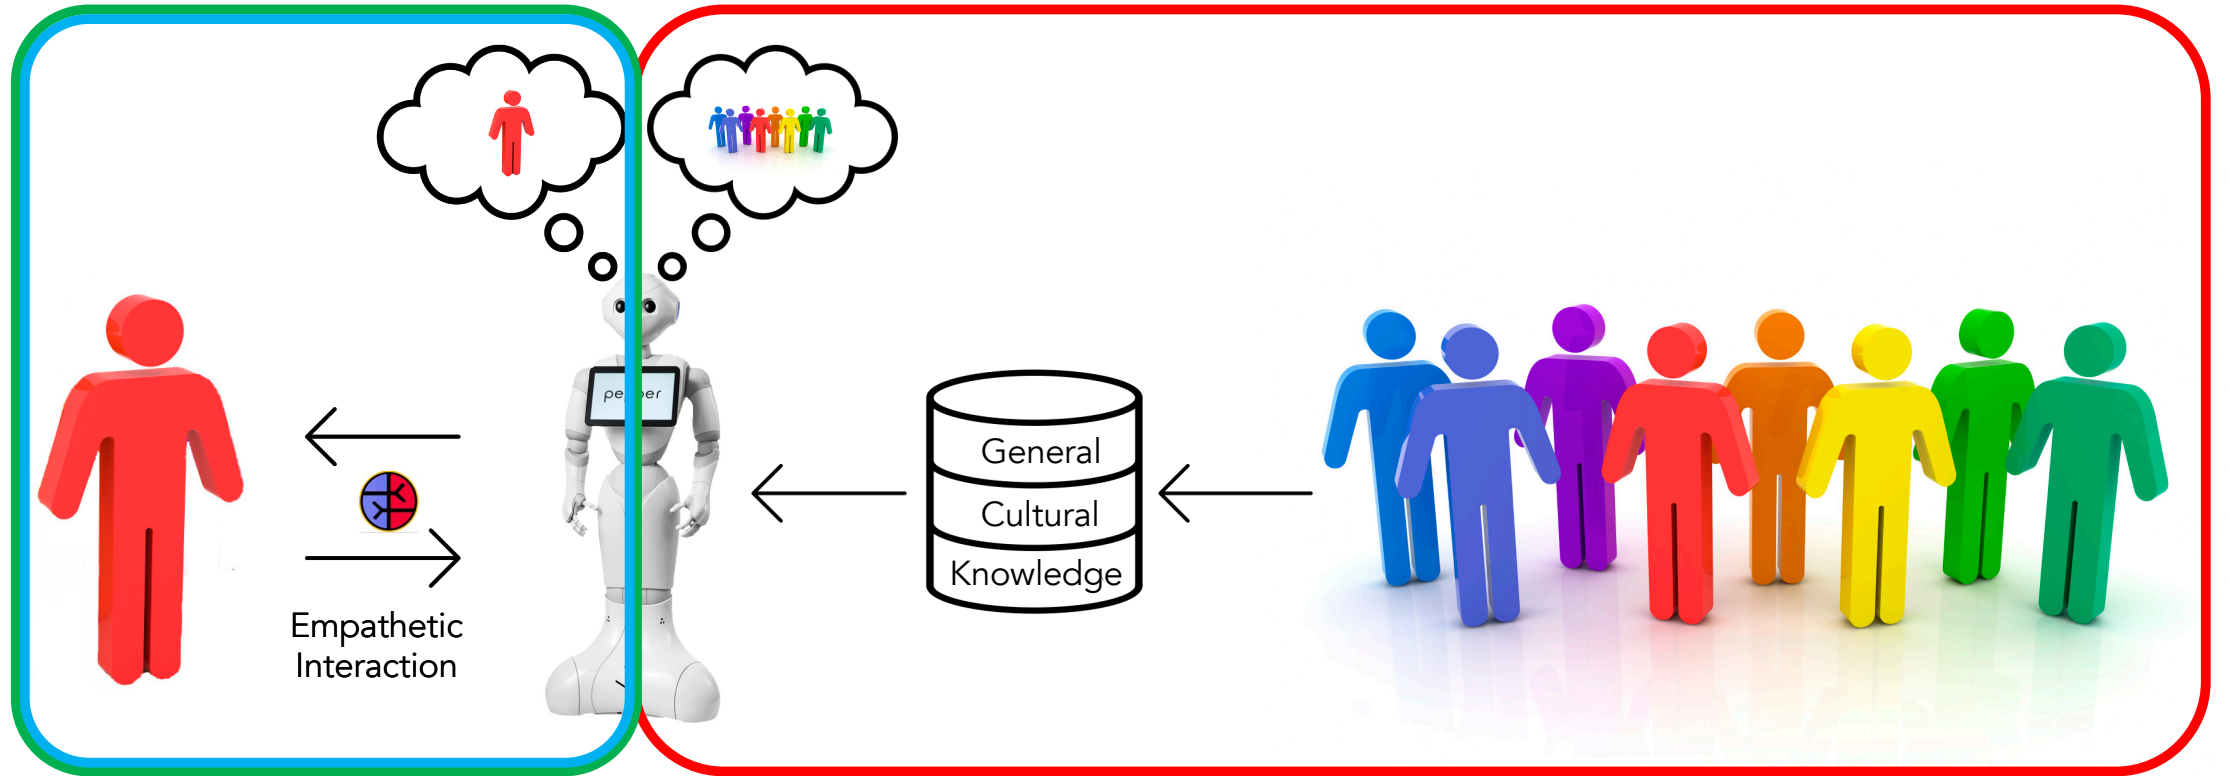 Empathetic
Interaction
General
Cultural
Knowledge